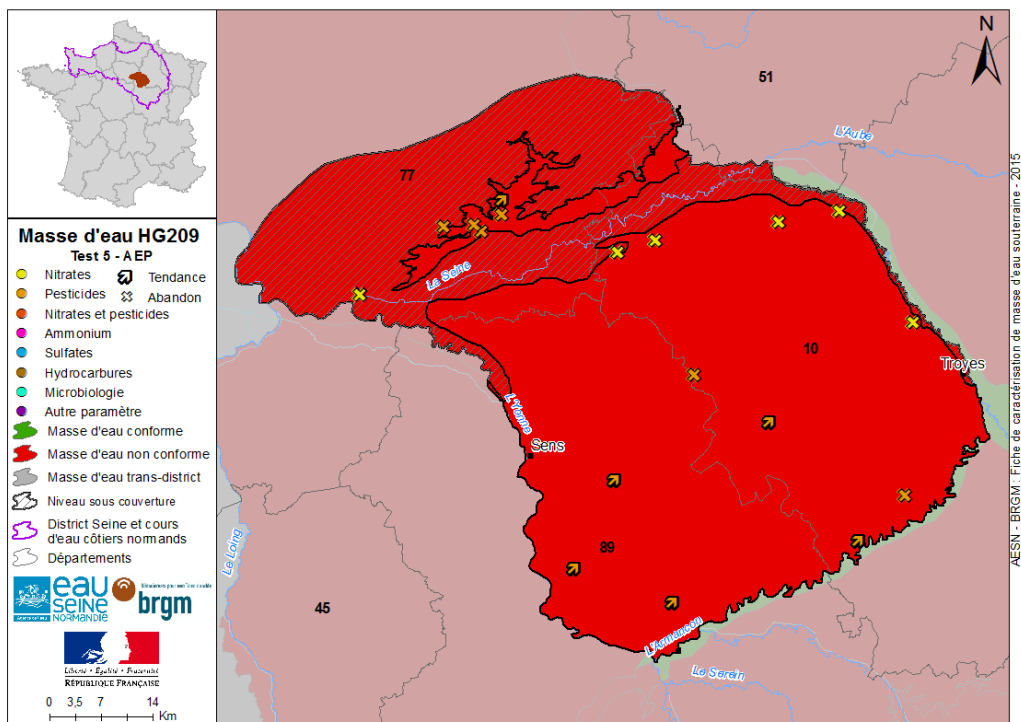 Masse d'eau HG209
Test 5 - AEP
Nitrates
Tendance
Pesticides
Abandon
Nitrates et pesticides
Ammonium
Sulfates
Hydrocarbures
Microbiologie
Autre paramètre
Masse d'eau conforme
Masse d'eau non conforme
Masse d'eau trans-district
Niveau sous couverture
District Seine et cours
d'eau côtiers normands
Départements
eau
SEINE
NORMANDIE
brgm
Liberté • Égalité • Fraternité
RÉPUBLIQUE FRANÇAISE
0 3,5 7 14
Km
N
51
L'Aube
77
La Seine
10
Troyes
L'Yonne
Sens
89
Le Loing
45
L'Armançon
Le Serein
AESN - BRGM : Fiche de caractérisation de masse d'eau souterraine - 2015